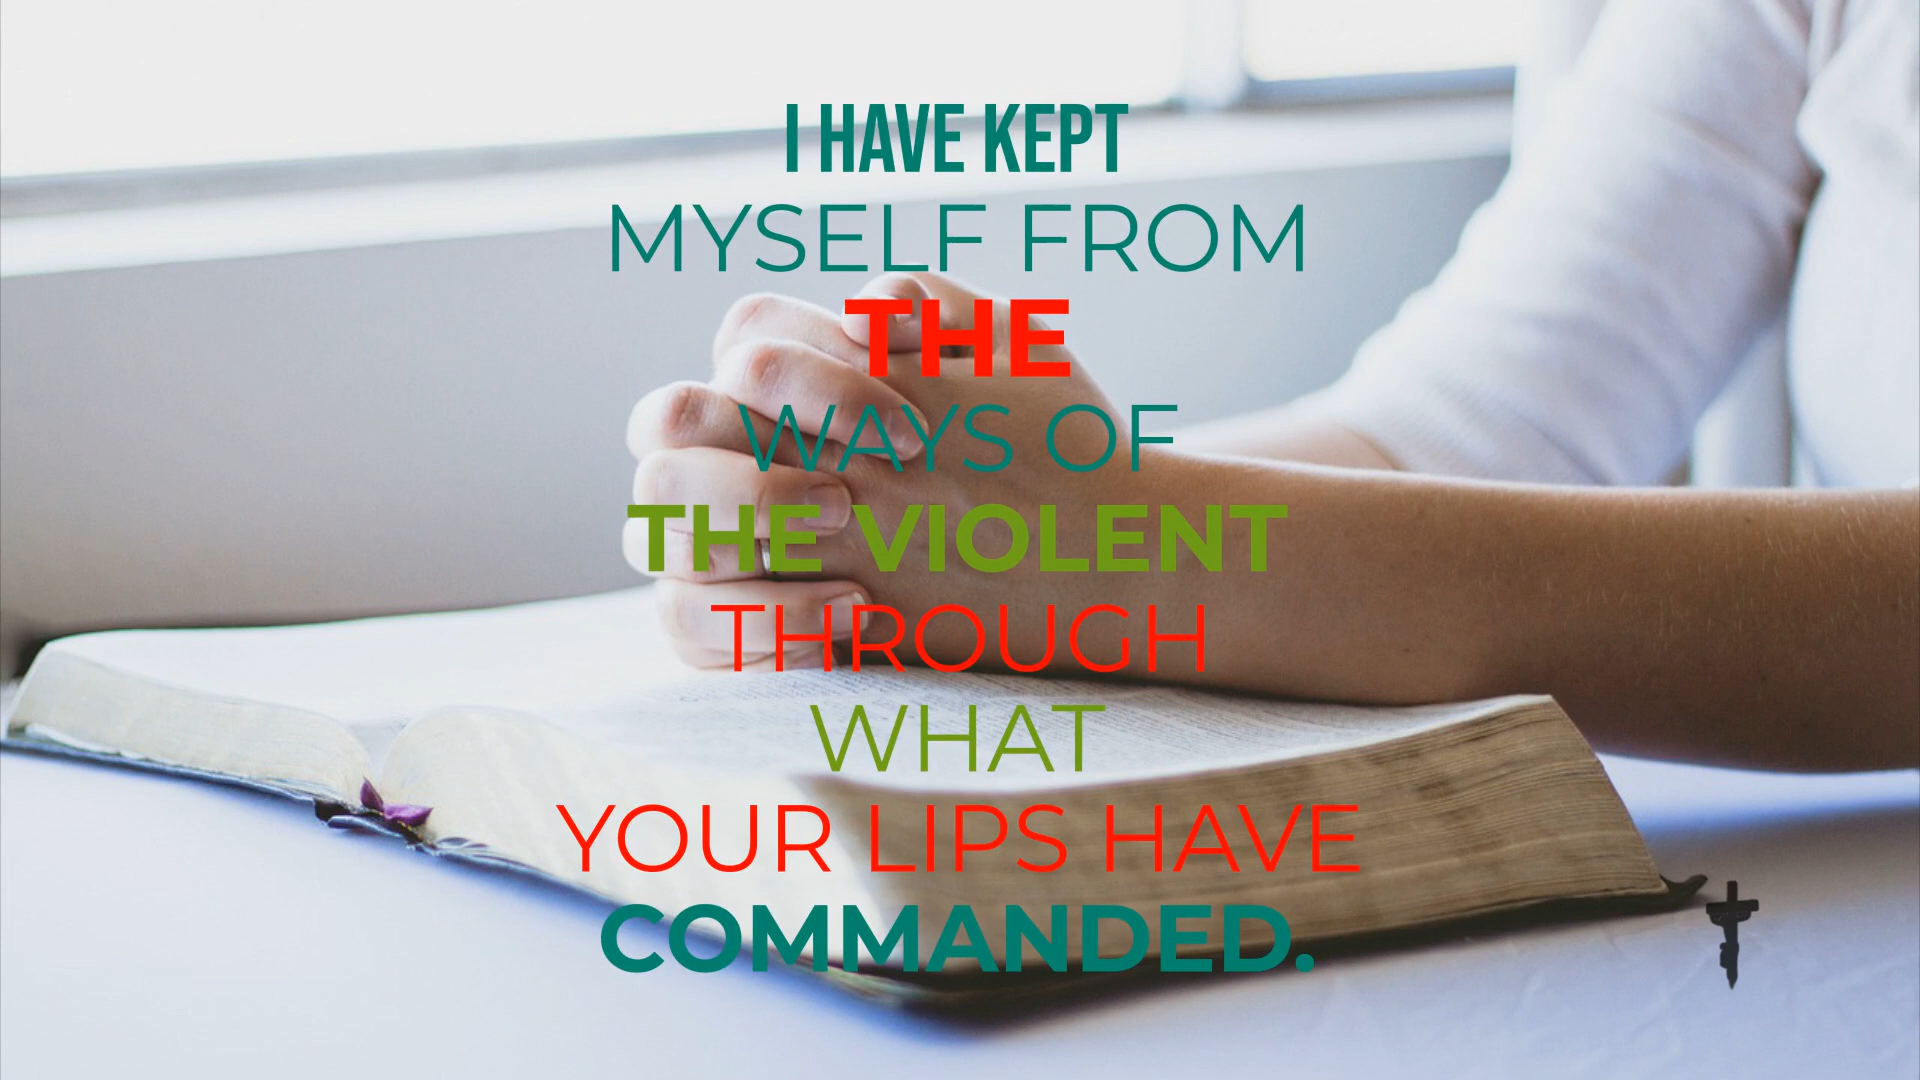 I HAVE KEPT
MYSELF FROM
THE
WAYS OF
THE VIOLENT
THROUGH
WHAT
YOUR LIPS HAVE
COMMANDED.